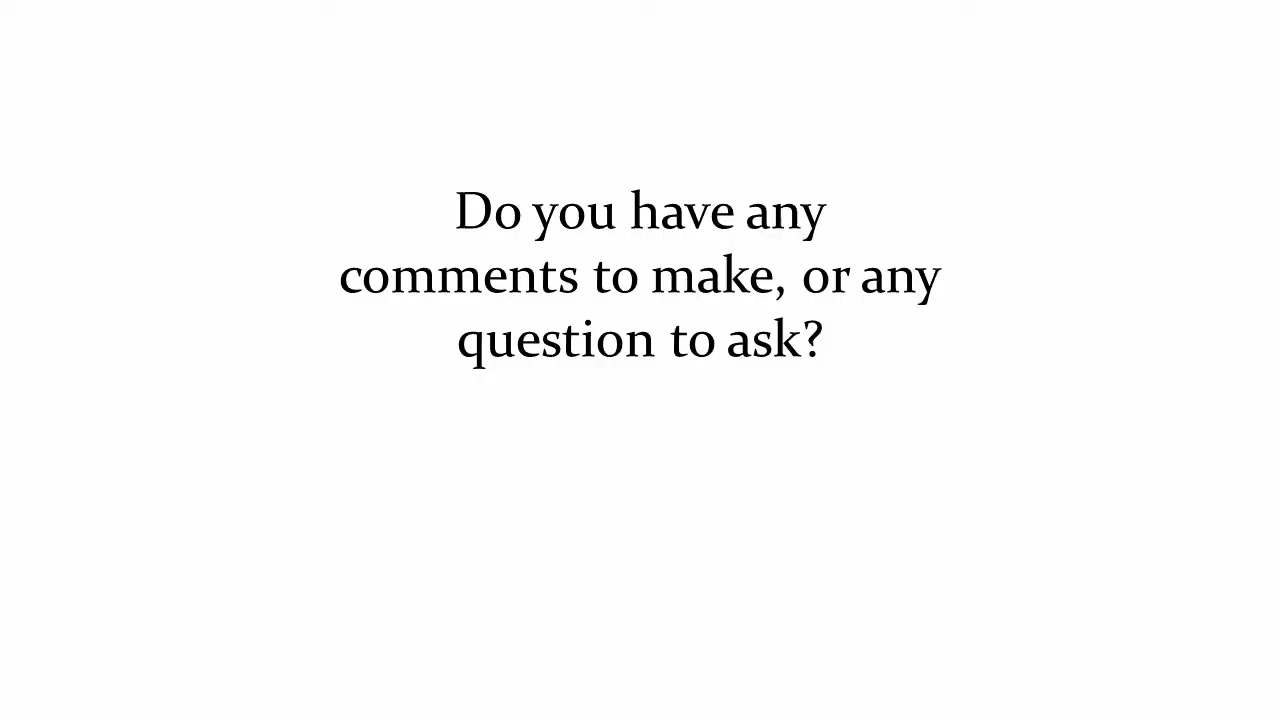 Do you have any
comments to make, or any
question to ask?